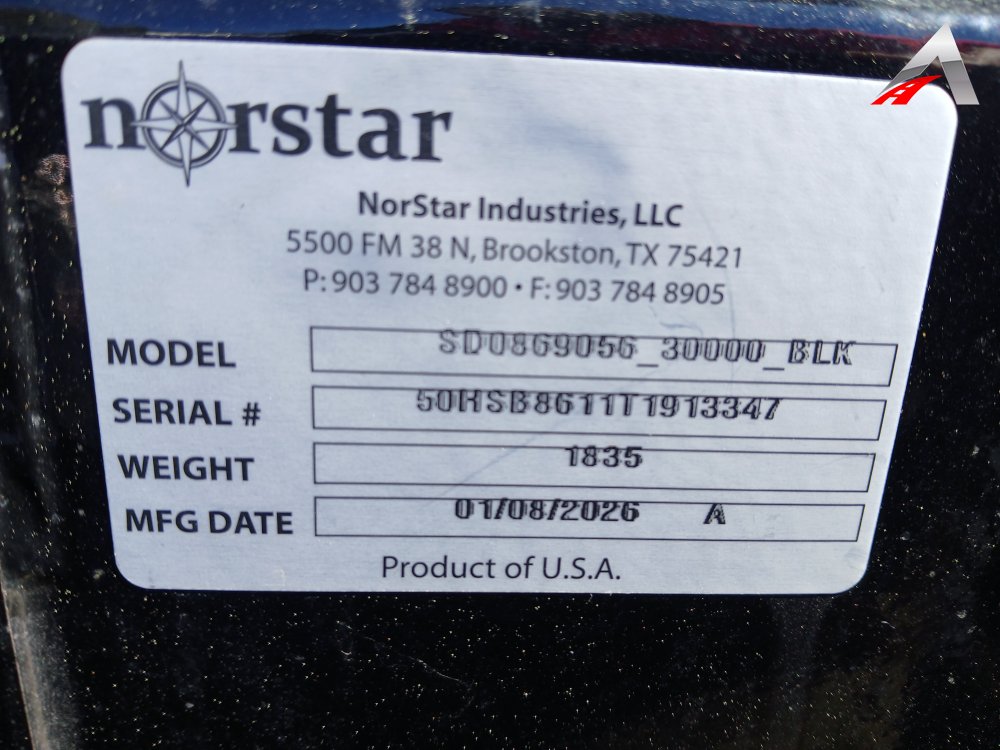 norstar
NorStar Industries, LLC
5500 FM 38 N, Brookston, TX 75421
P: 903 784 8900 • F: 903 784 8905
MODEL SD0869056_30000_BLK
SERIAL # 50HSB8611T1913347
WEIGHT 1835
MFG DATE 01/08/2026 A
Product of U.S.A.